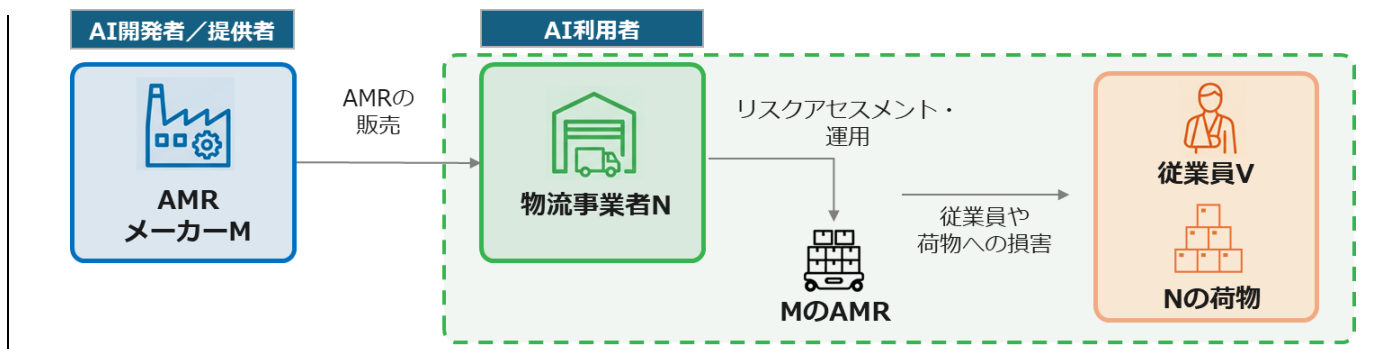 AI開発者／提供者
AI利用者
AMRの
販売
AMR
メーカーM
物流事業者N
リスクアセスメント・
運用
MのAMR
従業員や
荷物への損害
従業員V
Nの荷物